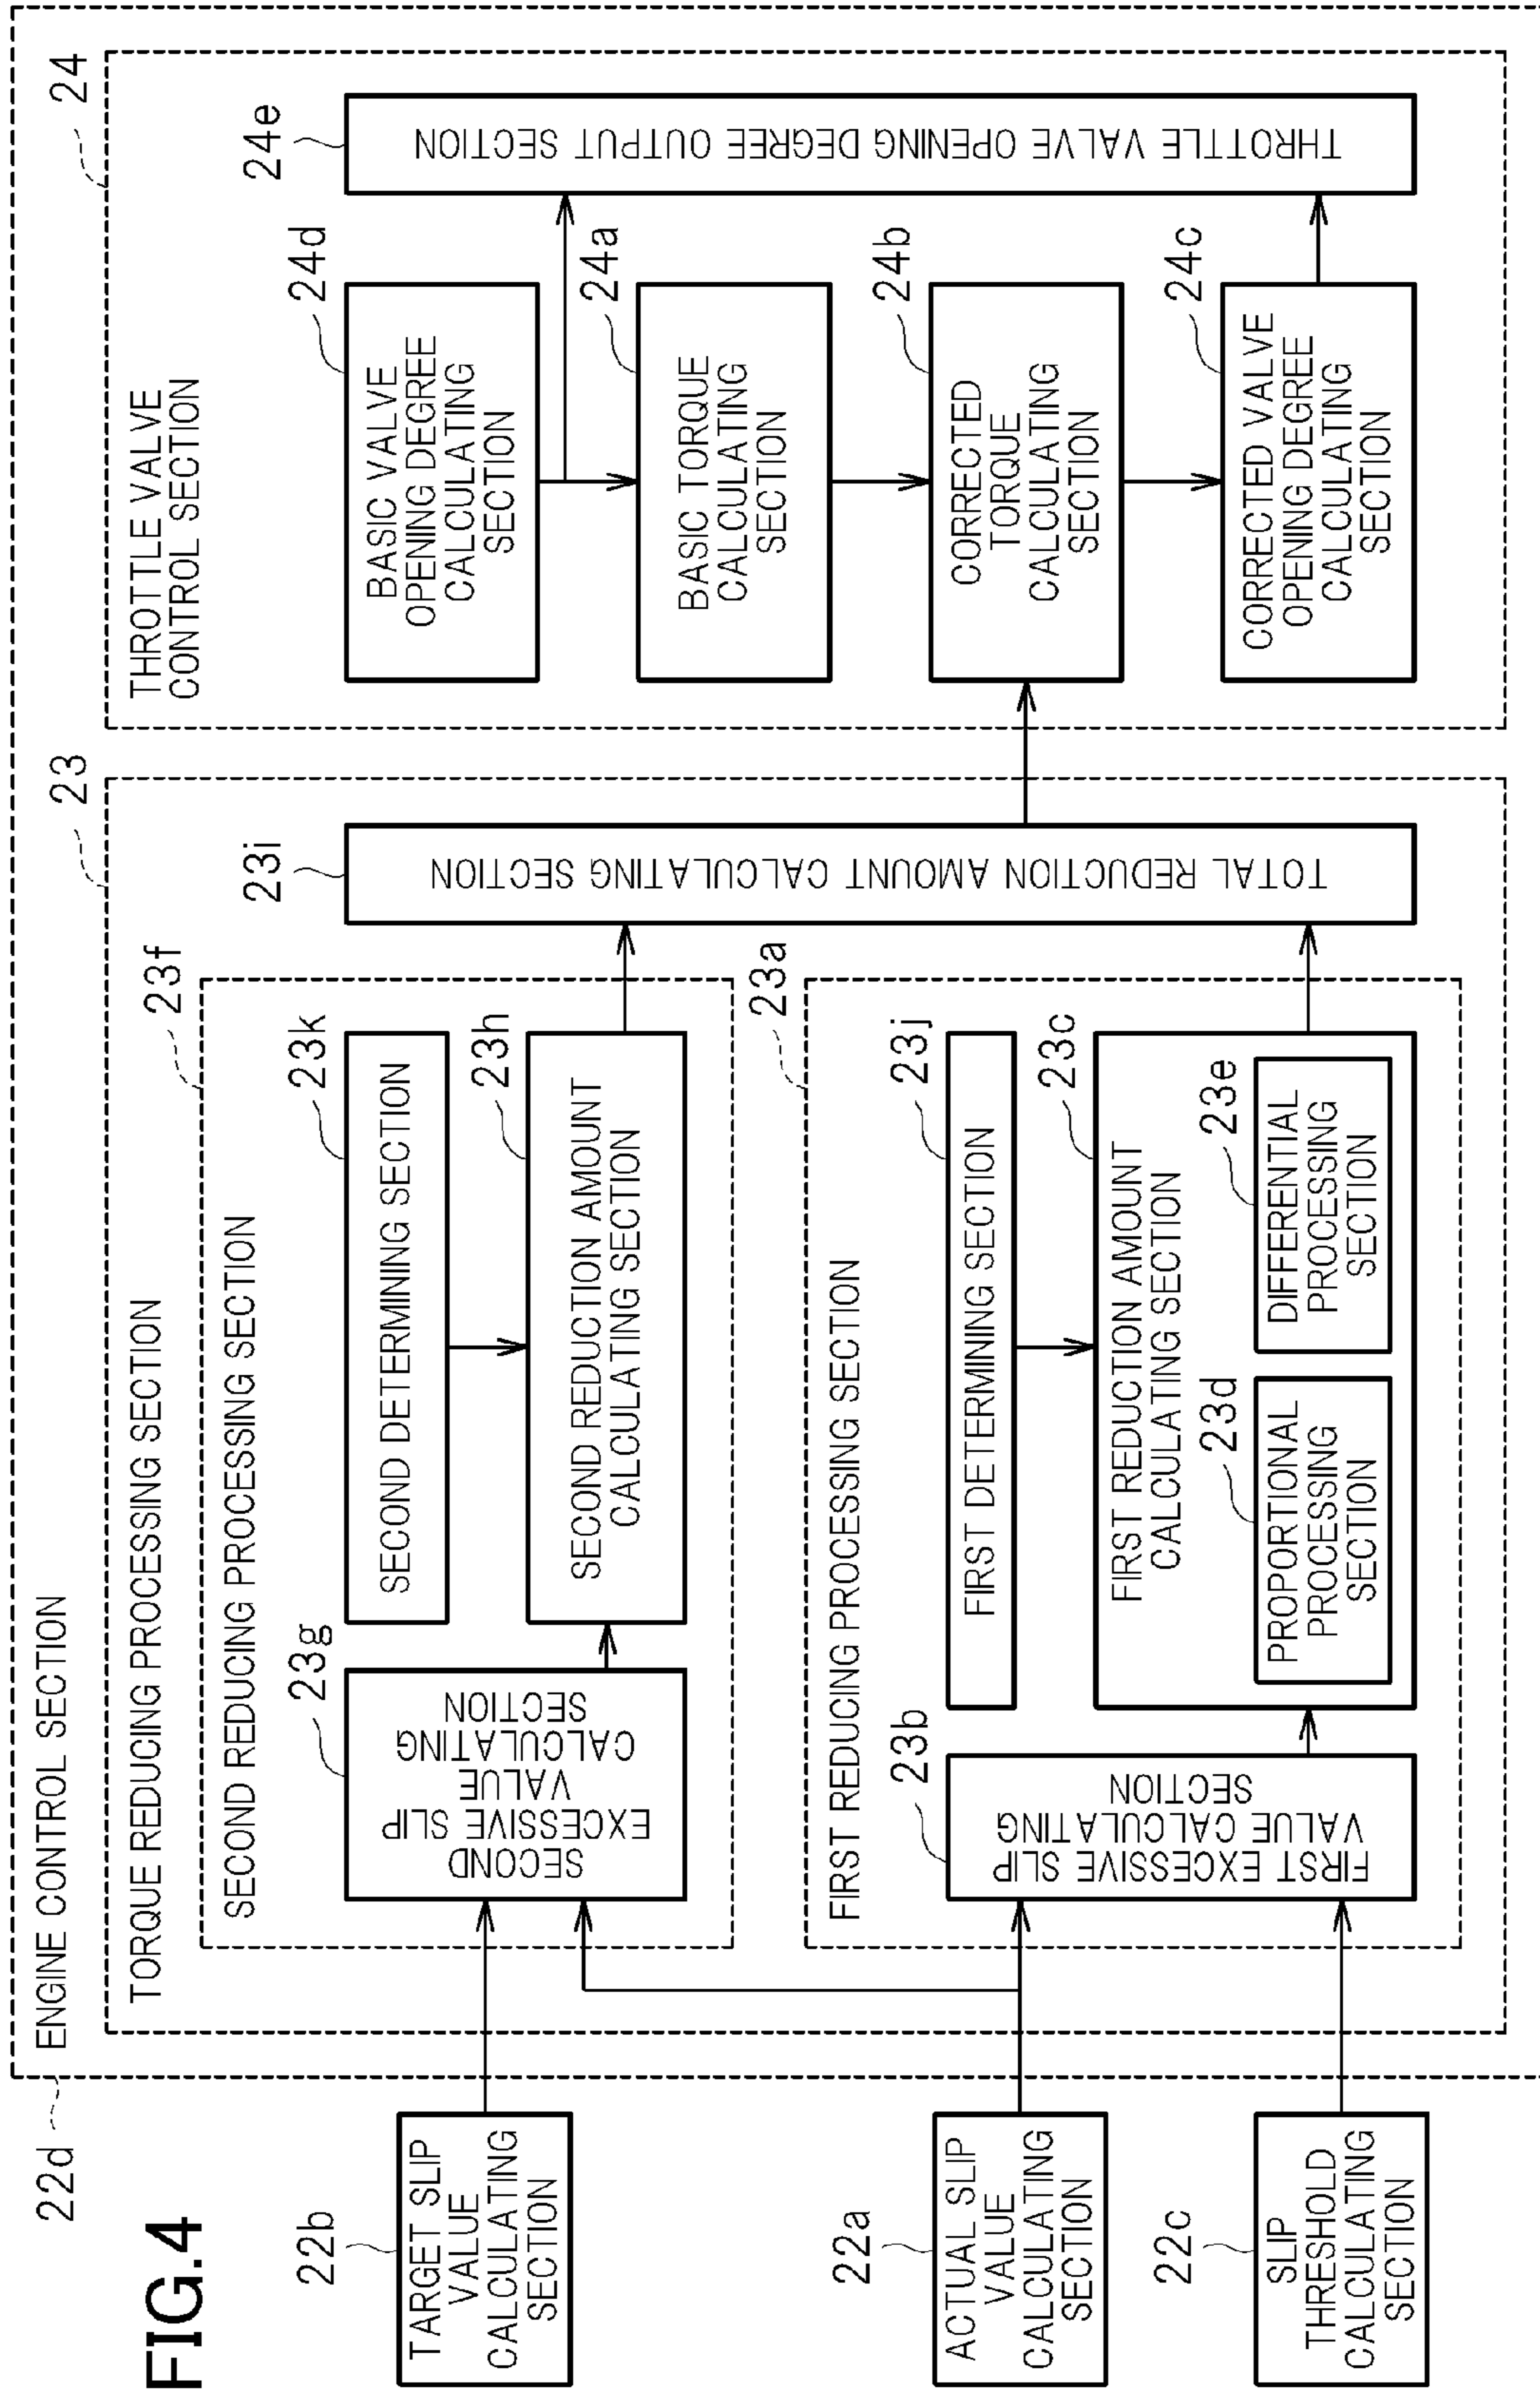 FIG.4
22d
ENGINE CONTROL SECTION
22b
TARGET SLIP
VALUE
CALCULATING
SECTION
22a
ACTUAL SLIP
VALUE
CALCULATING
SECTION
22c
SLIP
THRESHOLD
CALCULATING
SECTION
23
TORQUE REDUCING PROCESSING SECTION
23f
SECOND REDUCING PROCESSING SECTION
23g
SECOND
EXCESSIVE SLIP
VALUE
CALCULATING
SECTION
23k
SECOND DETERMINING SECTION
23h
SECOND REDUCTION AMOUNT
CALCULATING SECTION
23a
FIRST REDUCING PROCESSING SECTION
23b
FIRST EXCESSIVE SLIP
VALUE CALCULATING
SECTION
23j
FIRST DETERMINING SECTION
23c
FIRST REDUCTION AMOUNT
CALCULATING SECTION
23d
PROPORTIONAL
PROCESSING
SECTION
23e
DIFFERENTIAL
PROCESSING
SECTION
23i
TOTAL REDUCTION AMOUNT CALCULATING SECTION
24
THROTTLE VALVE
CONTROL SECTION
24d
BASIC VALVE
OPENING DEGREE
CALCULATING
SECTION
24a
BASIC TORQUE
CALCULATING
SECTION
24b
CORRECTED
TORQUE
CALCULATING
SECTION
24c
CORRECTED VALVE
OPENING DEGREE
CALCULATING
SECTION
24e
THROTTLE VALVE OPENING DEGREE OUTPUT SECTION